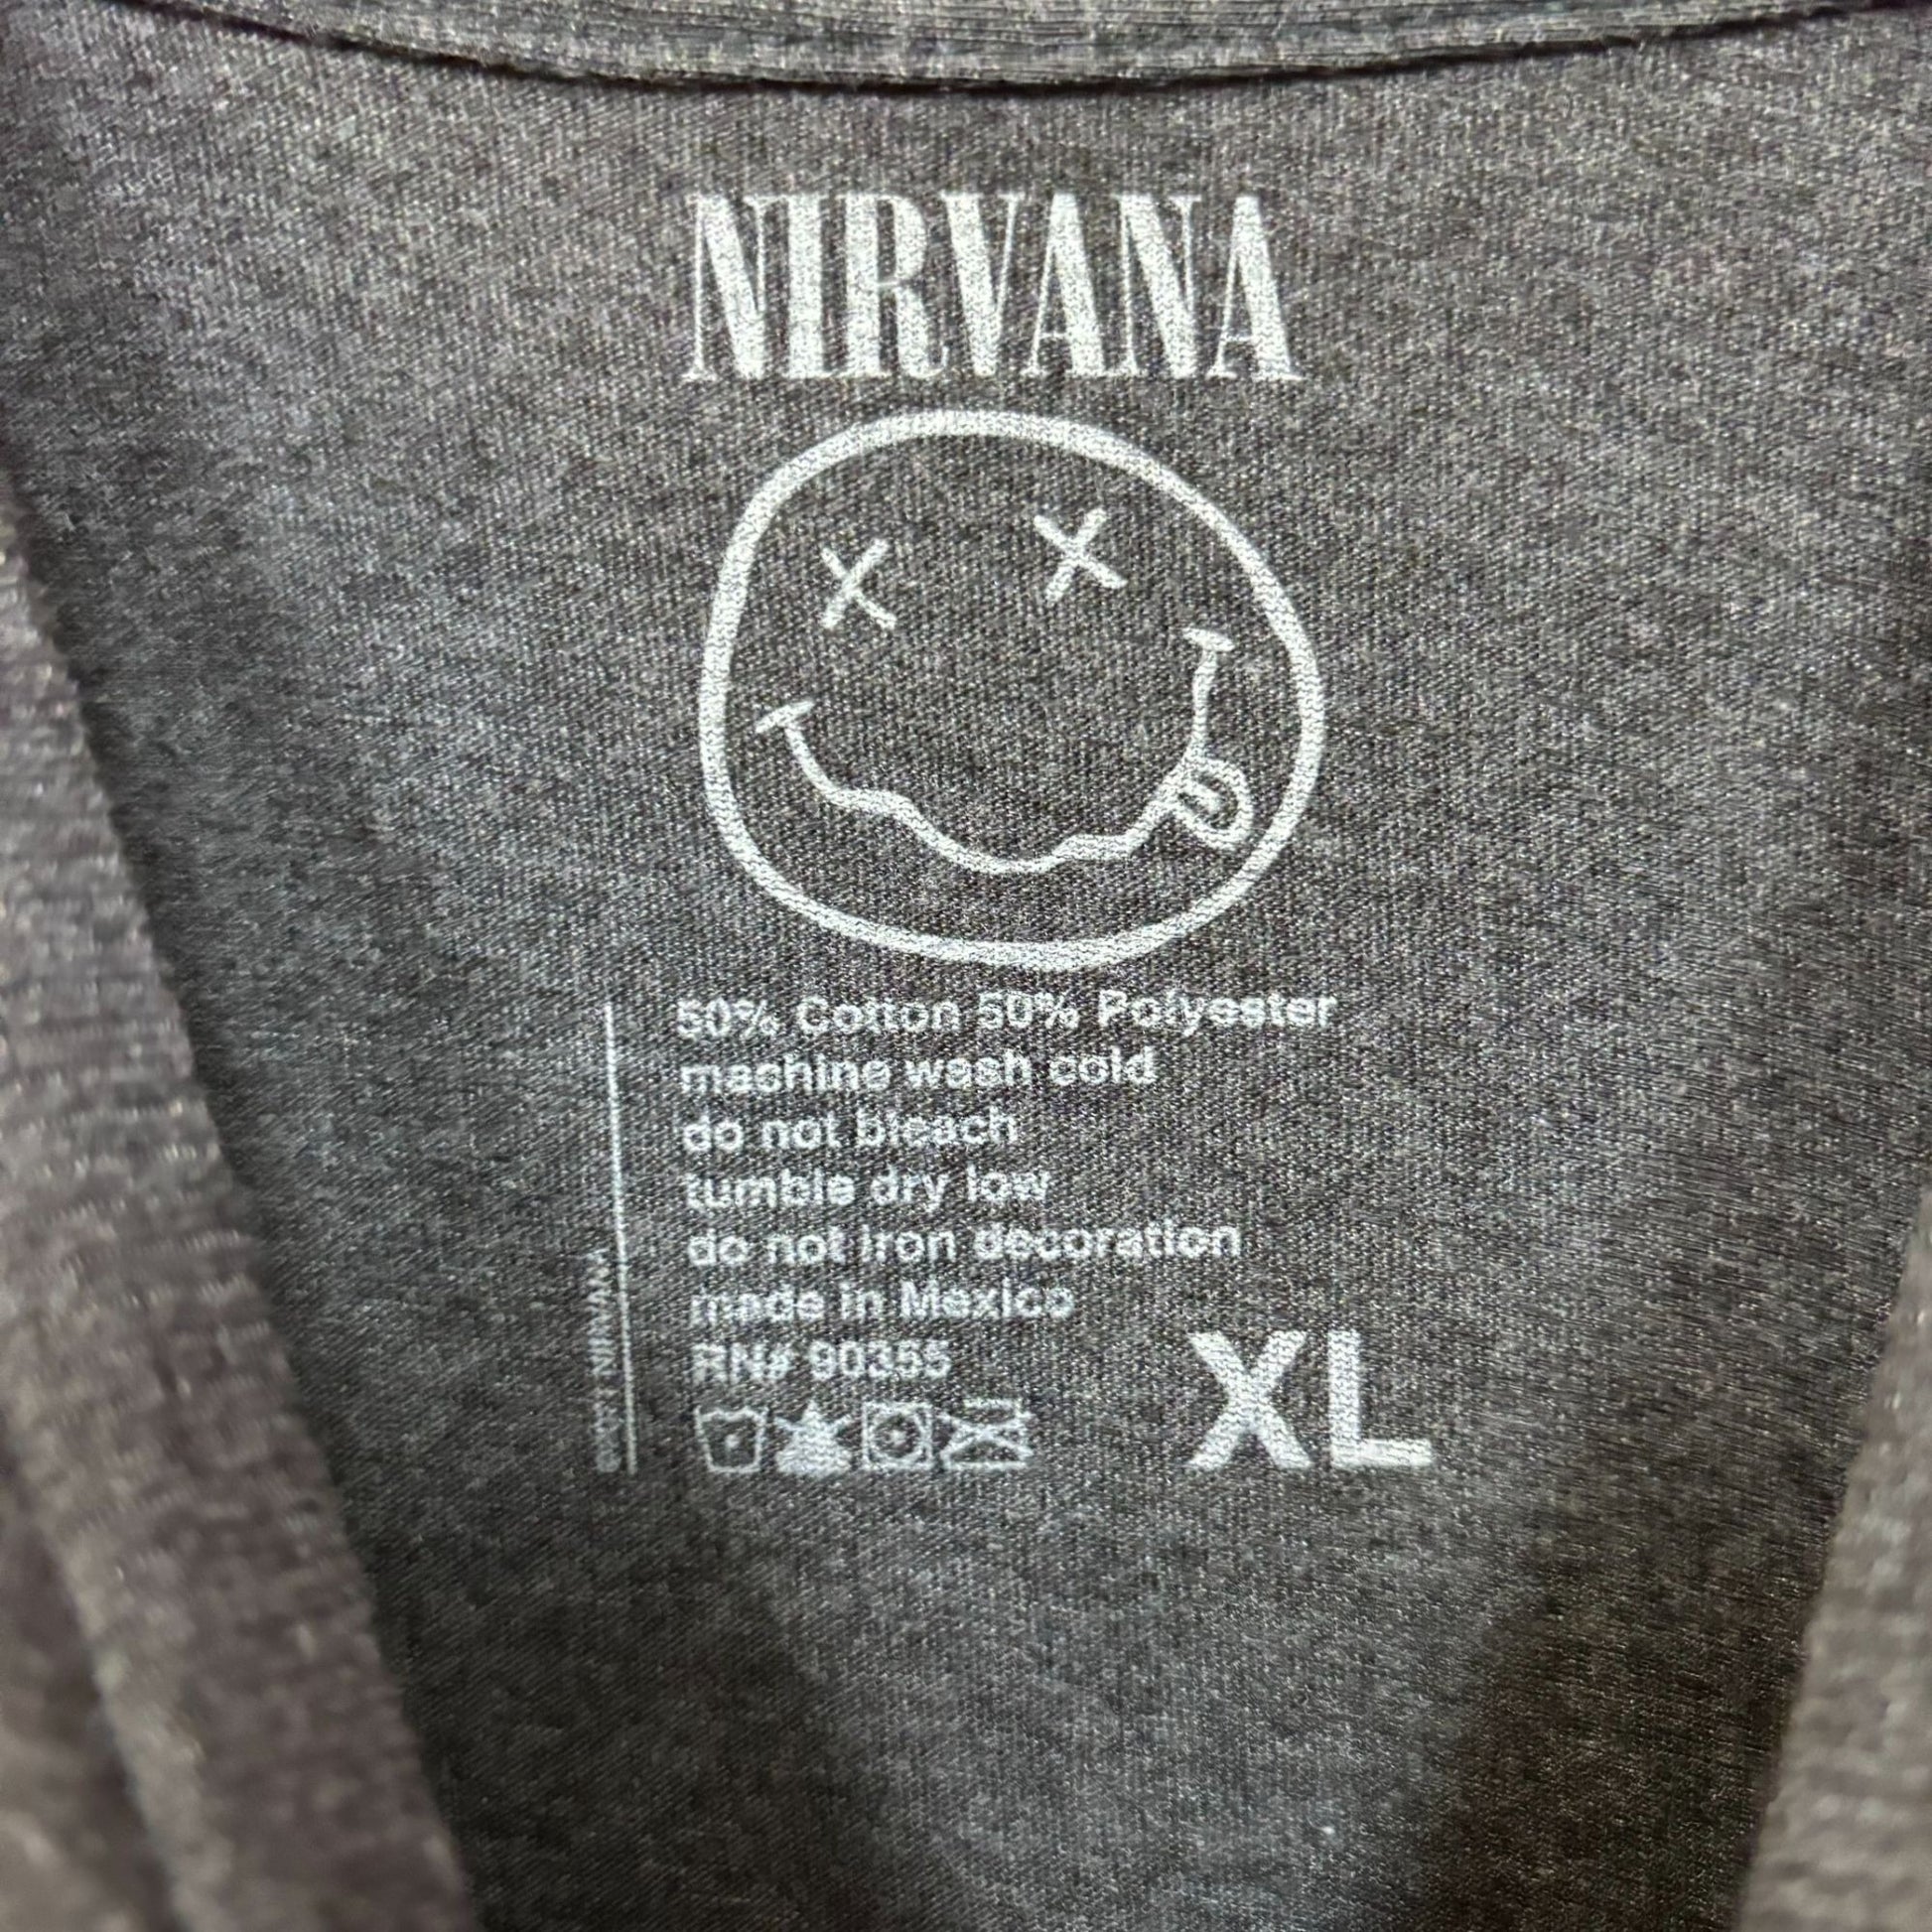 NIRVANA
50% Cotton 50% Polyester
machine wash cold
do not bleach
tumble dry low
do not iron decoration
made in Mexico
RN# 90355
XL